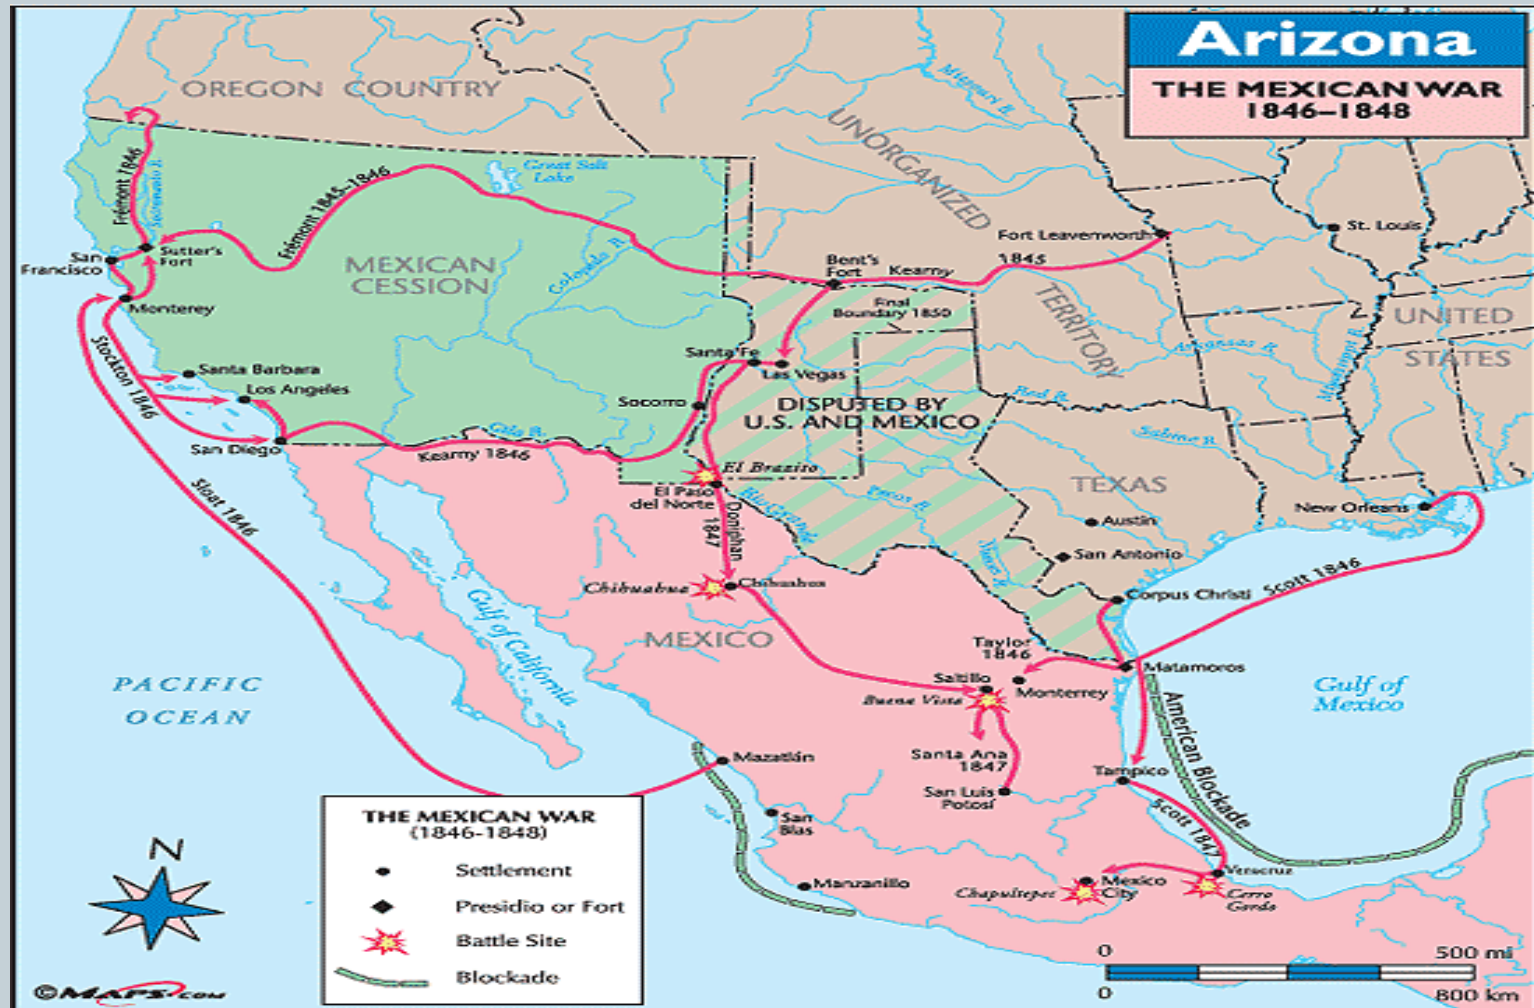 Arizona
THE MEXICAN WAR
1846–1848
OREGON COUNTRY
Missouri R.
UNORGANIZED
TERRITORY
Great Salt
Lake
Frémont 1846
Sacramento R.
Frémont 1845–1846
Sutter's
Fort
San
Francisco
Monterey
MEXICAN
CESSION
Colorado R.
Fort Leavenworth
St. Louis
Bent's
Fort
Kearny
1845
Final
Boundary 1850
UNITED
STATES
Mississippi R.
Arkansas R.
Stockton 1846
Santa Barbara
Los Angeles
San Diego
Santa Fe
Las Vegas
Socorro
DISPUTED BY
U.S. AND MEXICO
Red R.
Sabine R.
Gila R.
Kearny 1846
El Brazito
El Paso
del Norte
Rio Grande
Pecos R.
TEXAS
Austin
San Antonio
New Orleans
Sloat 1846
Doniphan
1847
Nueces R.
Chihuahua
Chihuahua
Corpus Christi
Scott 1846
Gulf of California
MEXICO
Taylor
1846
Matamoros
Saltillo
Monterrey
Buena Vista
PACIFIC
OCEAN
Gulf of
Mexico
American Blockade
Santa Ana
1847
San Luis
Potosí
Tampico
Mazatlán
San
Blas
Scott 1847
Manzanillo
Veracruz
Mexico
City
Chapultepec
Cerro
Gordo
THE MEXICAN WAR
(1846-1848)
Settlement
Presidio or Fort
Battle Site
Blockade
N
0 500 mi
0 800 km
©MAPS.COM